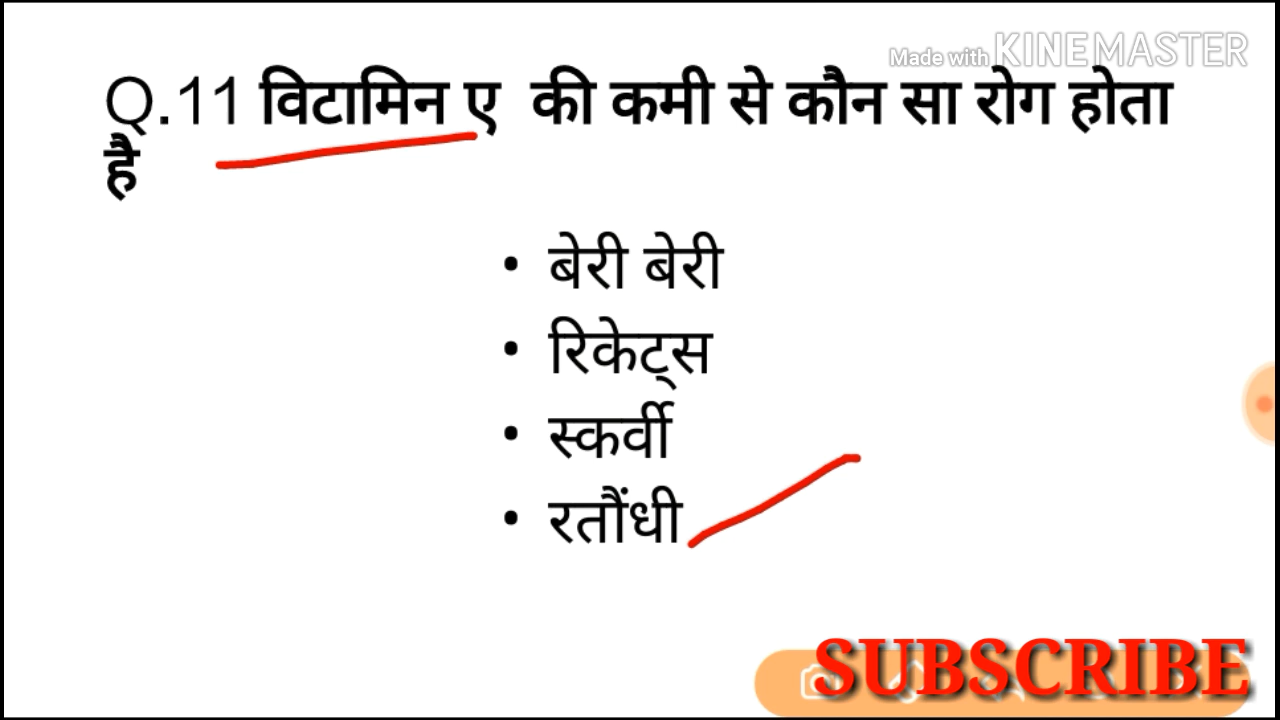 Made with KINEMASTER
Q.11 विटामिन ए की कमी से कौन सा रोग होता
है
• बेरी बेरी
• रिकेट्स
• स्कर्वी
• रतौंधी
SUBSCRIBE